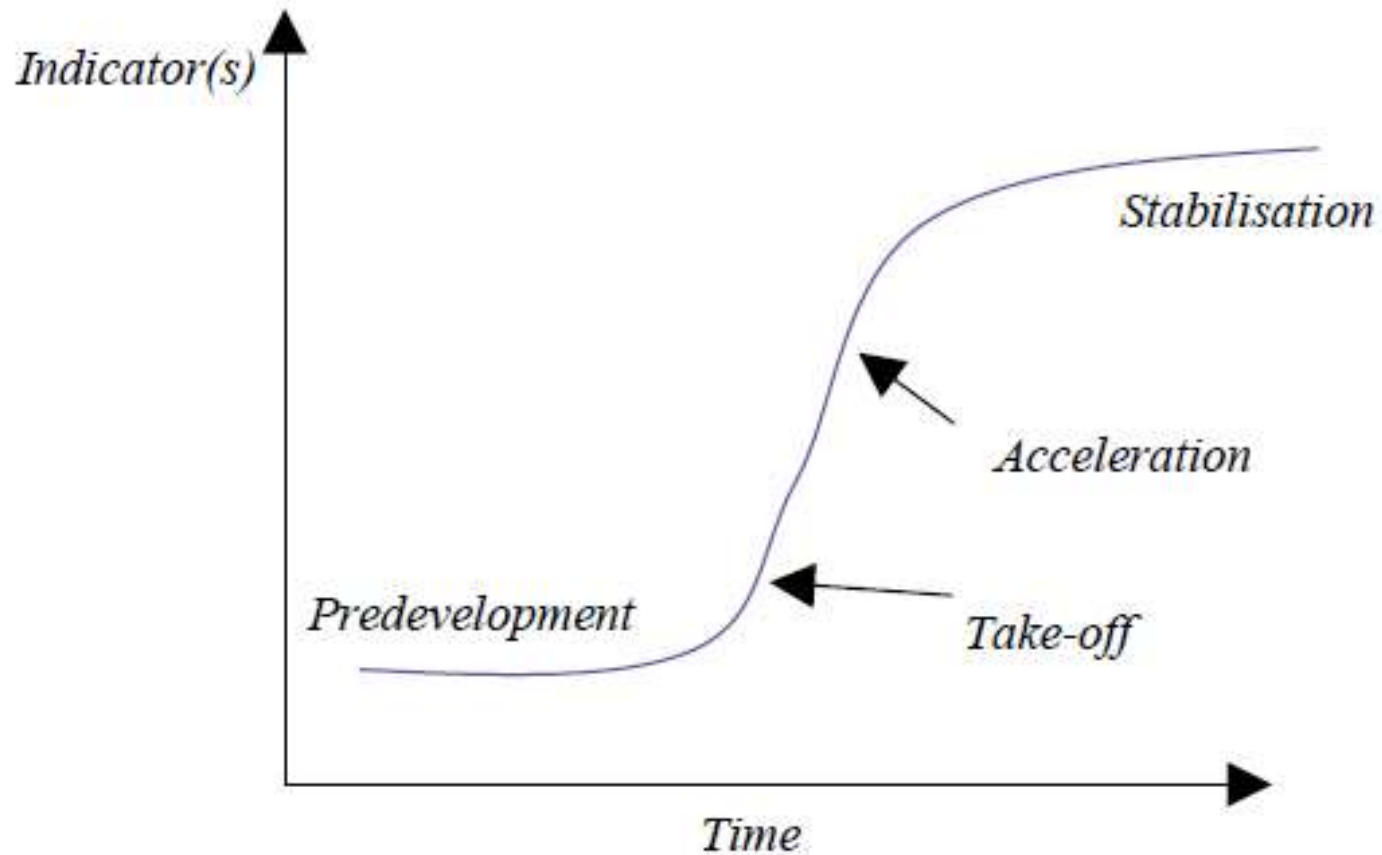 Indicator(s)
Stabilisation
Acceleration
Predevelopment
Take-off
Time